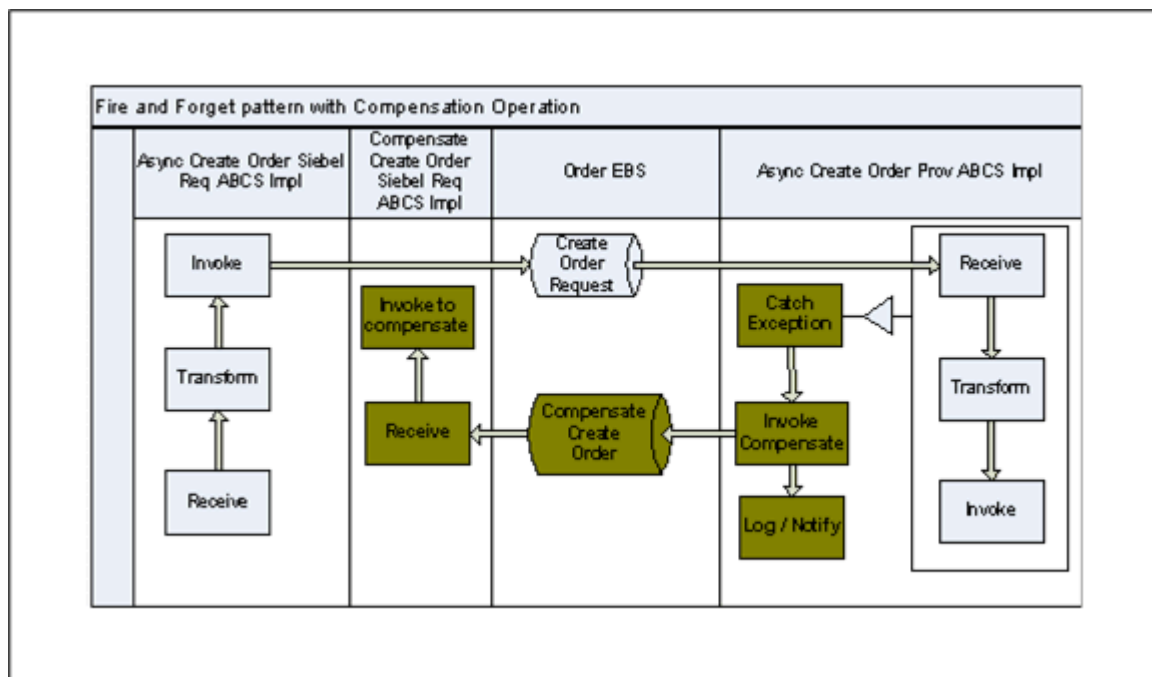 Fire and Forget pattern with Compensation Operation
Async Create Order Siebel
Req ABCS Impl
Compensate
Create Order
Siebel Req
ABCS Impl
Order EBS
Async Create Order Prov ABCS Impl
Invoke
Create
Order
Request
Receive
Invoke to
compensate
Catch
Exception
Transform
Transform
Receive
Compensate
Create
Order
Invoke
Compensate
Receive
Log / Notify
Invoke